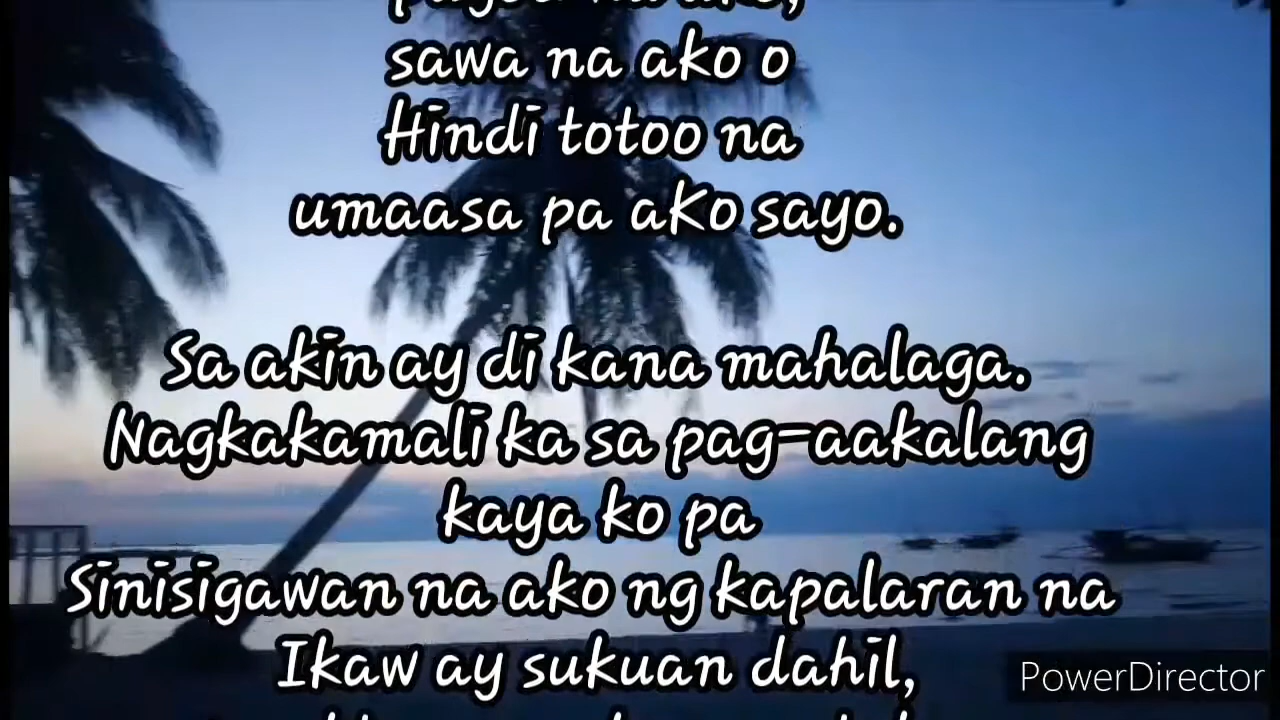 sawa na ako o
Hindi totoo na
umaasa pa aKo sayo.
Sa akin ay di kana mahalaga.
Nagkakamali ka sa pag-aakalang
kaya ko pa
Sinisigawan na ako ng kapalaran na
Ikaw ay sukuan dahil,
PowerDirector